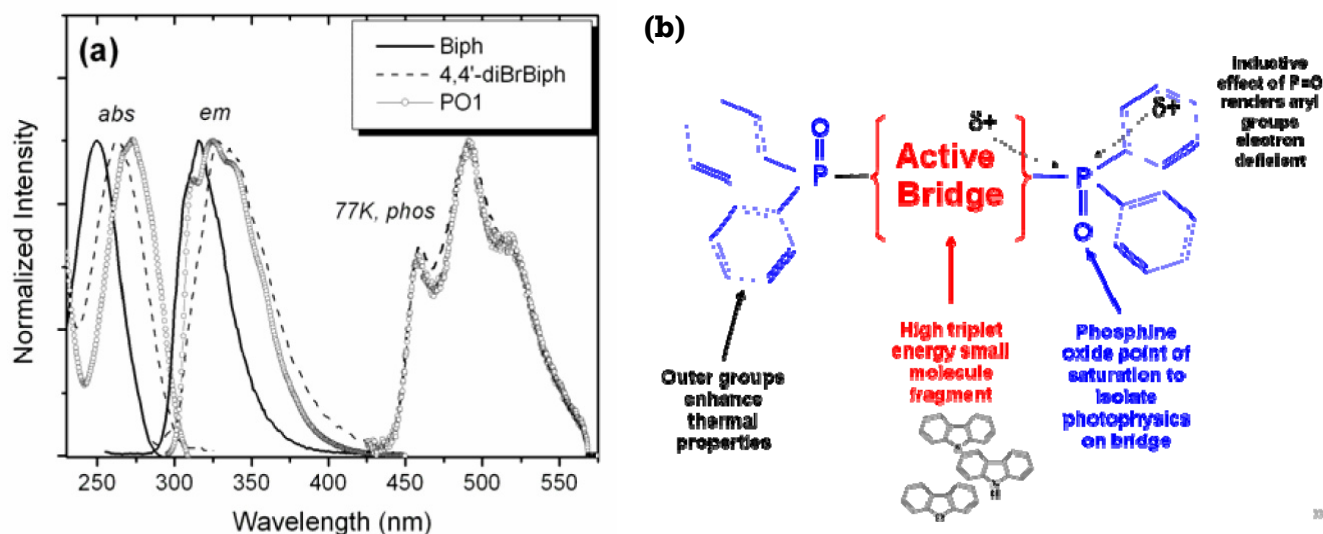 (a)
Biph
4,4'-diBrBiph
PO1
abs
em
77K, phos
Normalized Intensity
250 300 350 400 450 500 550
Wavelength (nm)
(b)
Inductive
effect of P=O
renders aryl
groups
electron
deficient
δ+
δ+
O
P
Active
Bridge
P
O
Outer groups
enhance
thermal
properties
High triplet
energy small
molecule
fragment
Phosphine
oxide point of
saturation to
isolate
photophysics
on bridge